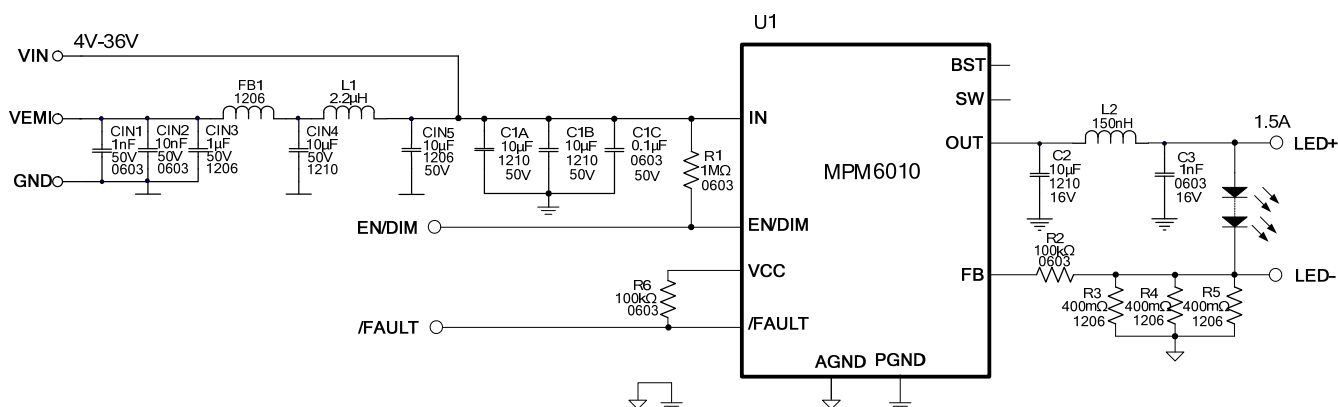 U1
4V-36V
VIN
VEMI
GND
CIN1
1nF
50V
0603
CIN2
10nF
50V
0603
CIN3
1µF
50V
1206
FB1
1206
CIN4
10µF
50V
1210
L1
2.2µH
CIN5
10µF
1206
50V
C1A
10µF
1210
50V
C1B
10µF
1210
50V
C1C
0.1µF
0603
50V
R1
1MΩ
0603
EN/DIM
R6
100kΩ
0603
/FAULT
IN
EN/DIM
VCC
/FAULT
MPM6010
BST
SW
OUT
FB
AGND
PGND
L2
150nH
C2
10µF
1210
16V
C3
1nF
0603
16V
1.5A
LED+
R2
100kΩ
0603
LED-
R3
400mΩ
1206
R4
400mΩ
1206
R5
400mΩ
1206